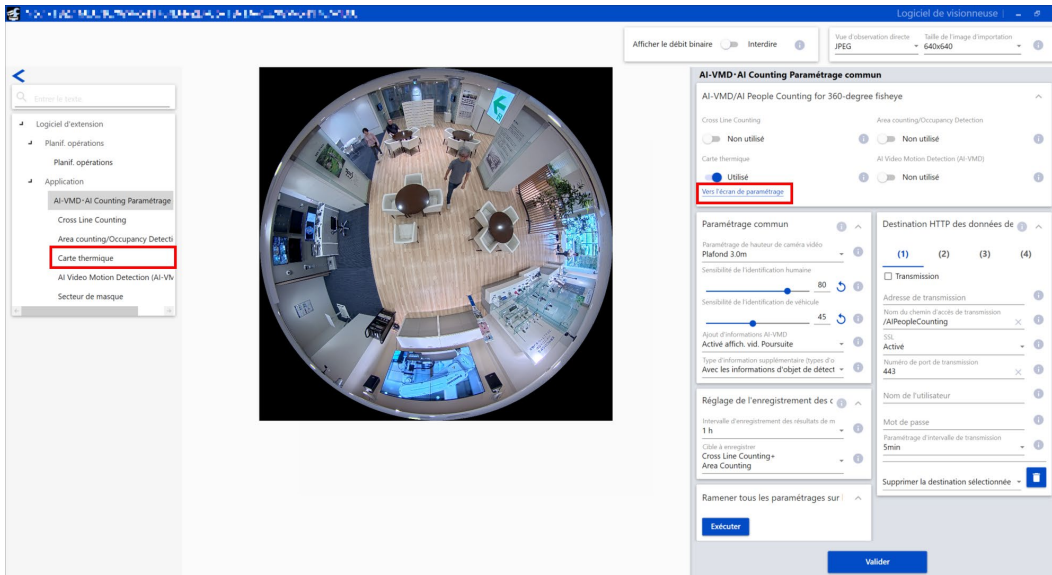 Logiciel de visionneuse
Afficher le débit binaire
Interdire
Vue d'observation directe
JPEG
Taille de l'image d'importation
640x640
Entrer le texte
Logiciel d'extension
Planif. opérations
Planif. opérations
Application
AI-VMD・AI Counting Paramétrage
Cross Line Counting
Area counting/Occupancy Detecti
Carte thermique
AI Video Motion Detection (AI-VM
Secteur de masque
AI-VMD・AI Counting Paramétrage commun
AI-VMD/AI People Counting for 360-degree fisheye
Cross Line Counting
Non utilisé
Area counting/Occupancy Detection
Non utilisé
Carte thermique
Utilisé
Vers l'écran de paramétrage
AI Video Motion Detection (AI-VMD)
Non utilisé
Paramétrage commun
Paramétrage de hauteur de caméra vidéo
Plafond 3.0m
Sensibilité de l'identification humaine
80
Sensibilité de l'identification de véhicule
45
Ajout d'informations AI-VMD
Activé affich. vid. Poursuite
Type d'information supplémentaire (types d'o
Avec les informations d'objet de détect
Réglage de l'enregistrement des c
Intervalle d'enregistrement des résultats de m
1 h
Cible à enregistrer
Cross Line Counting+
Area Counting
Ramener tous les paramétrages sur l
Exécuter
Destination HTTP des données de
(1) (2) (3) (4)
Transmission
Adresse de transmission
Nom du chemin d'accès de transmission
/AIPeopleCounting
SSL
Activé
Numéro de port de transmission
443
Nom de l'utilisateur
Mot de passe
Paramétrage d'intervalle de transmission
5min
Supprimer la destination sélectionnée
Valider